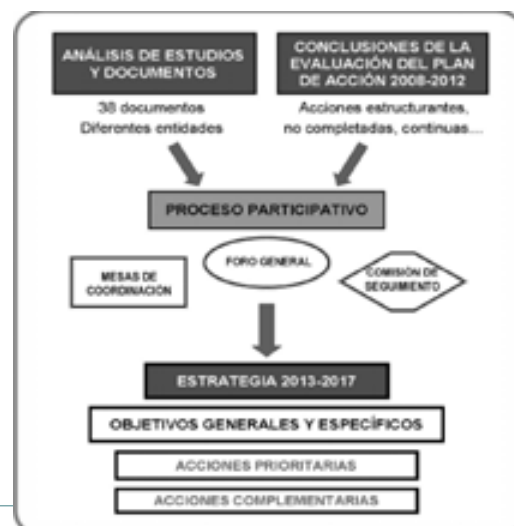 ANÁLISIS DE ESTUDIOS
Y DOCUMENTOS
38 documentos
Diferentes entidades
CONCLUSIONES DE LA
EVALUACIÓN DEL PLAN
DE ACCIÓN 2008-2012
Acciones estructurantes,
no completadas, continuas...
PROCESO PARTICIPATIVO
FORO GENERAL
MESAS DE
COORDINACIÓN
COMISIÓN DE
SEGUIMIENTO
ESTRATEGIA 2013-2017
OBJETIVOS GENERALES Y ESPECÍFICOS
ACCIONES PRIORITARIAS
ACCIONES COMPLEMENTARIAS